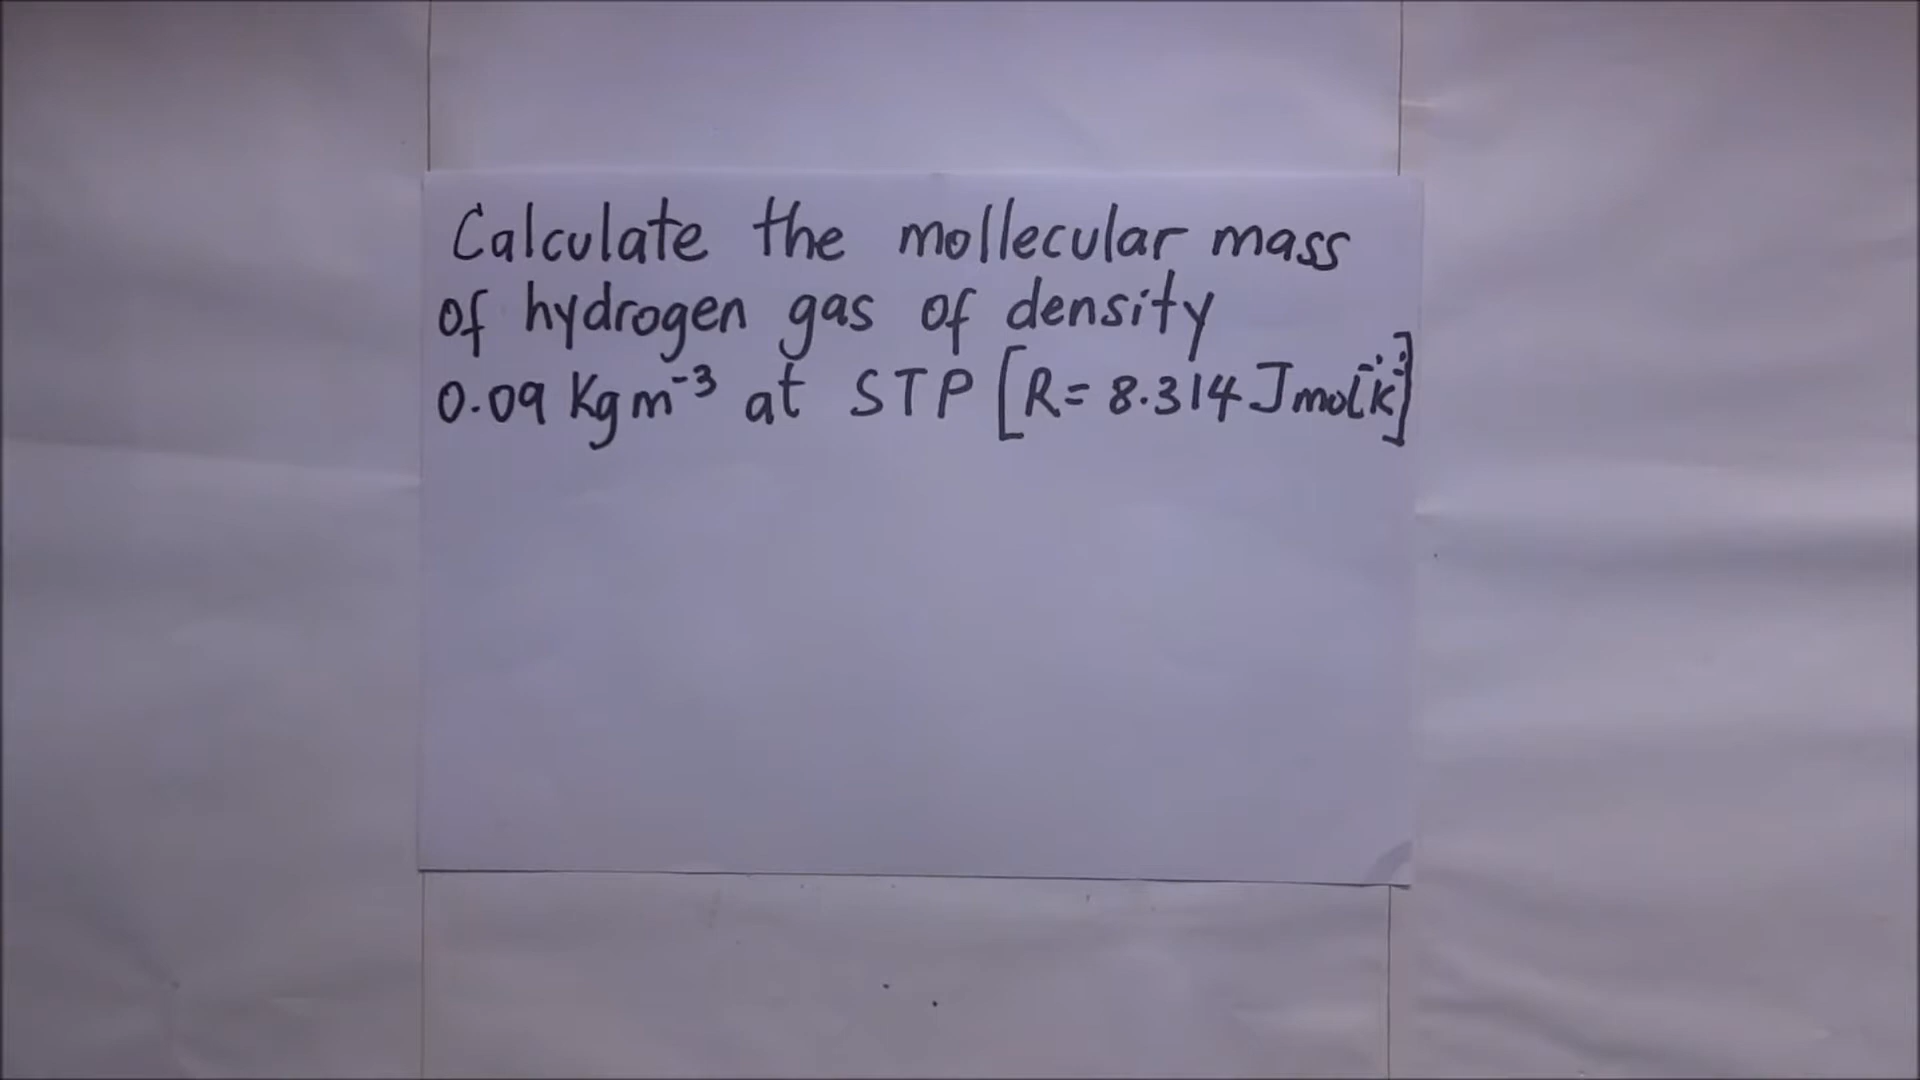 Calculate the mollecular mass
of hydrogen gas of density
0.09 Kgm⁻³ at STP [R= 8.314 Jmol⁻¹K⁻¹]